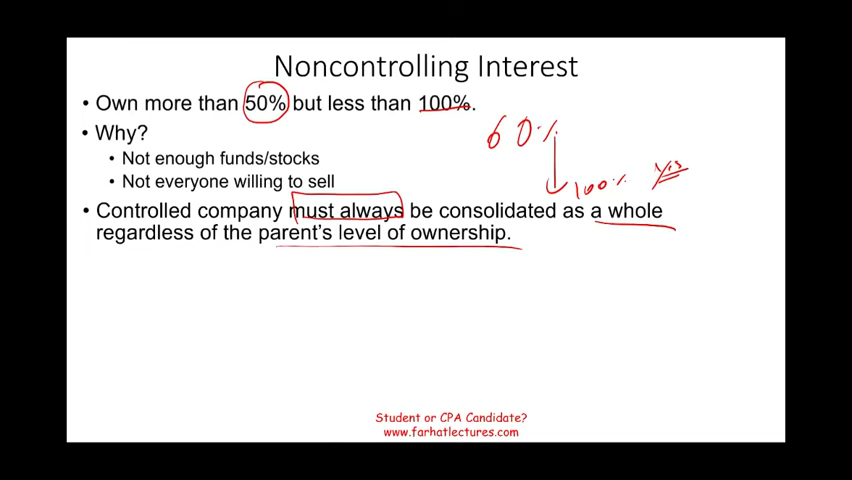 Noncontrolling Interest
• Own more than 50% but less than 100%.
60%
• Why?
• Not enough funds/stocks
• Not everyone willing to sell
100% Yes
• Controlled company must always be consolidated as a whole
regardless of the parent's level of ownership.
Student or CPA Candidate?
www.farhatlectures.com